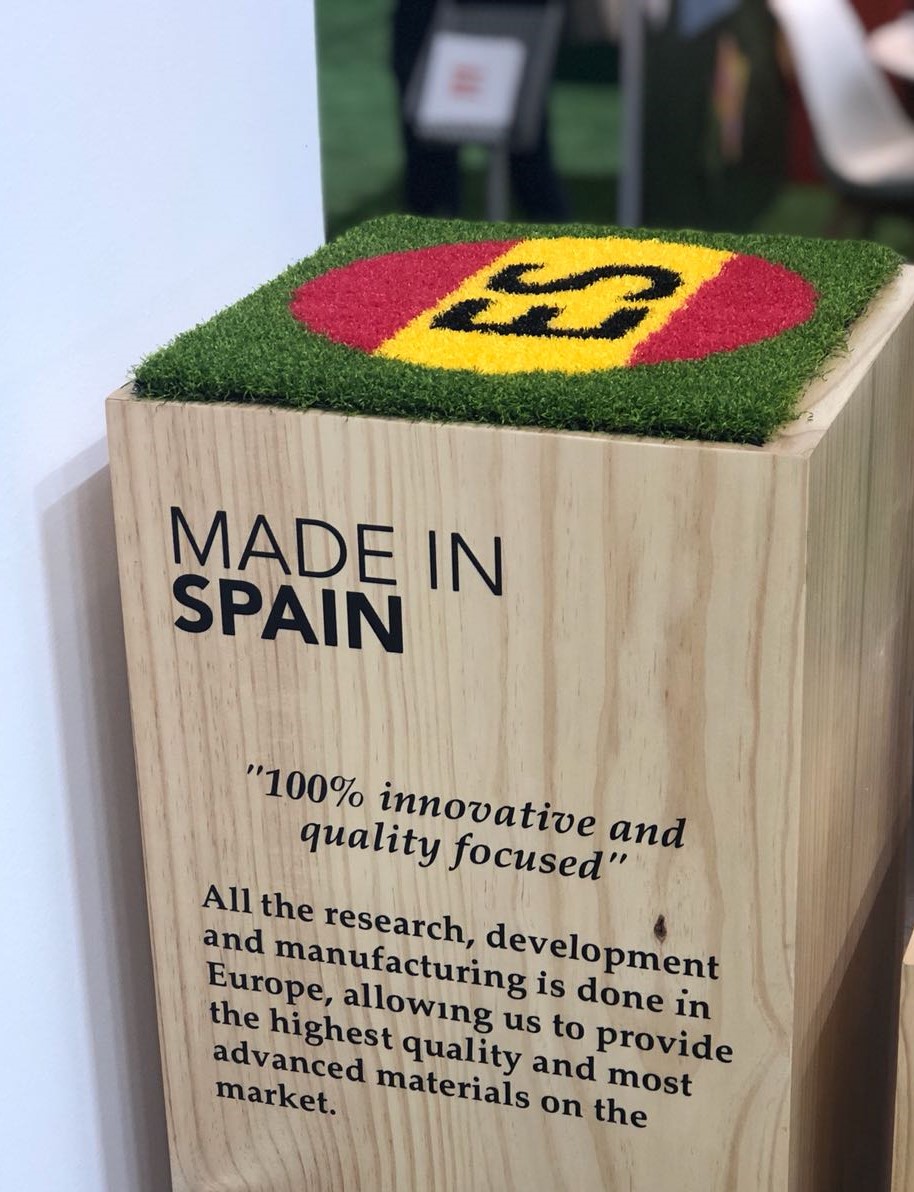 ES
MADE IN
SPAIN
"100% innovative and
quality focused"
All the research, development
and manufacturing is done in
Europe, allowing us to provide
the highest quality and most
advanced materials on the
market.